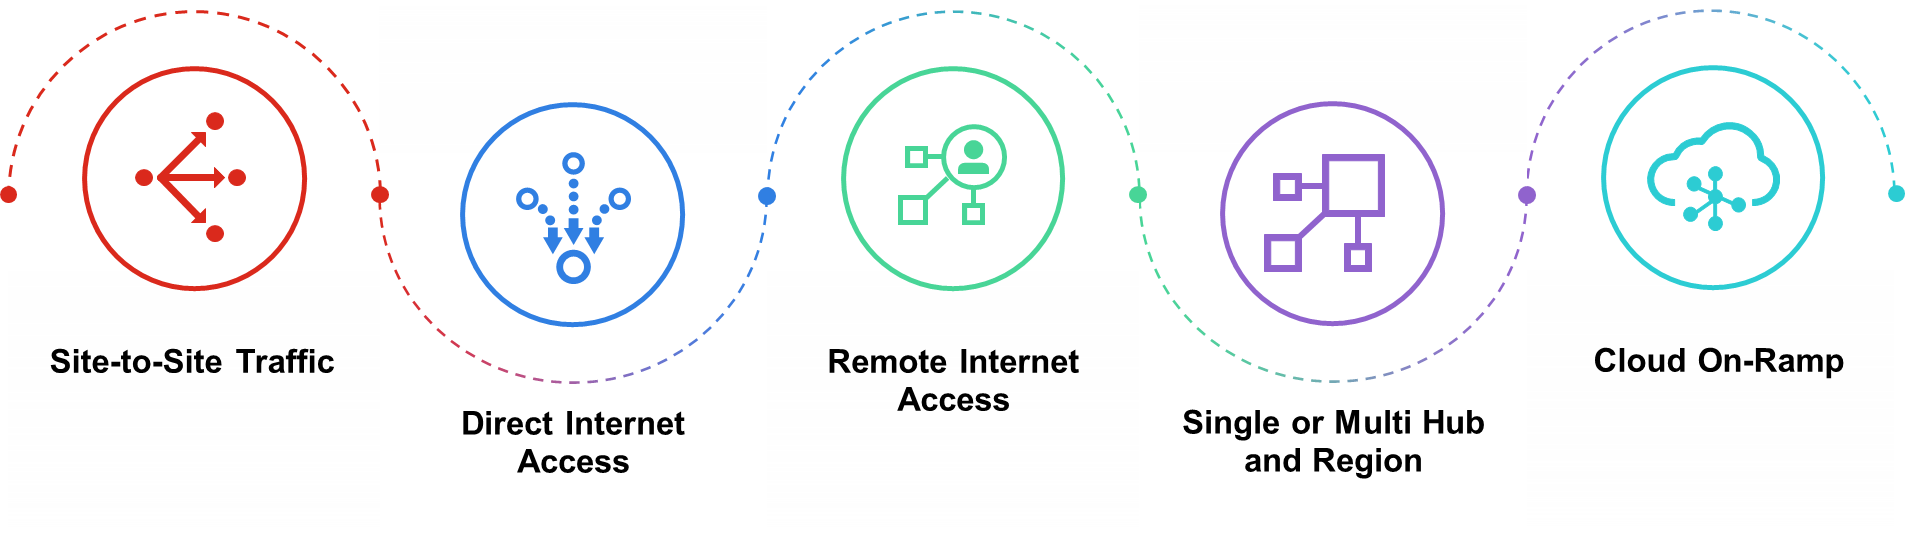 Site-to-Site Traffic
Direct Internet
Access
Remote Internet
Access
Single or Multi Hub
and Region
Cloud On-Ramp